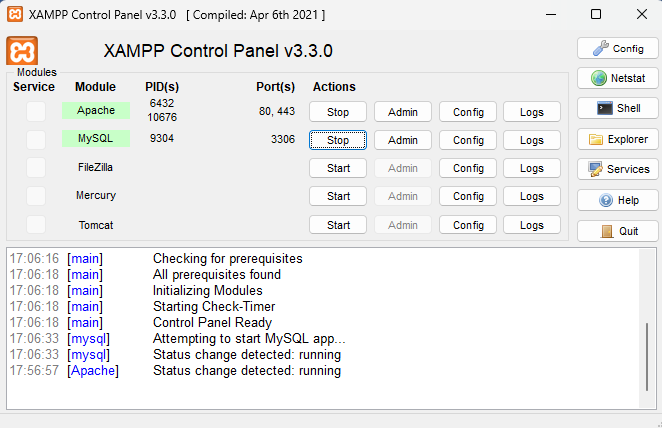 XAMPP Control Panel v3.3.0 [ Compiled: Apr 6th 2021 ]
XAMPP Control Panel v3.3.0
Config
Modules
Service Module PID(s) Port(s) Actions
Netstat
Apache 6432 10676 80, 443 Stop Admin Config Logs
Shell
MySQL 9304 3306 Stop Admin Config Logs
Explorer
FileZilla Start Admin Config Logs
Services
Mercury Start Admin Config Logs
Help
Tomcat Start Admin Config Logs
Quit
17:06:16 [main] Checking for prerequisites
17:06:18 [main] All prerequisites found
17:06:18 [main] Initializing Modules
17:06:18 [main] Starting Check-Timer
17:06:18 [main] Control Panel Ready
17:06:33 [mysql] Attempting to start MySQL app...
17:06:33 [mysql] Status change detected: running
17:56:57 [Apache] Status change detected: running